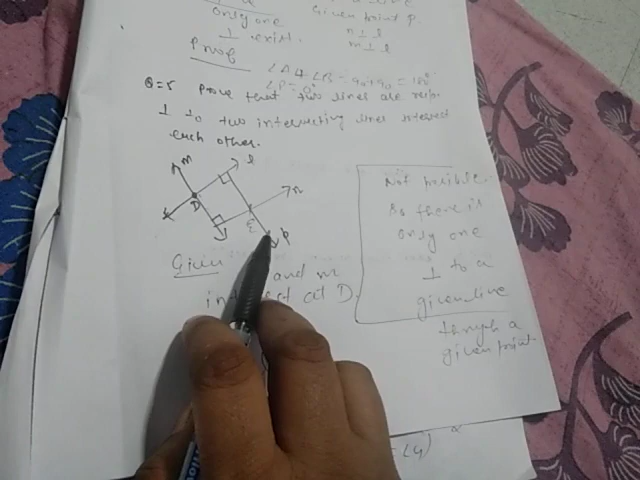 only one
Given point P.
⊥ exist.
n ⊥ l
m ⊥ l
Proof
∠A + ∠B = 90+90 = 180°
∠P = 0°
Q=5 Prove that two lines are resp.
⊥ to two intersecting lines intersect
each other.
m
l
D
n
E
p
Given
and m
at D
Not possible.
So there is
only one
⊥ to a
given line
through a
given point